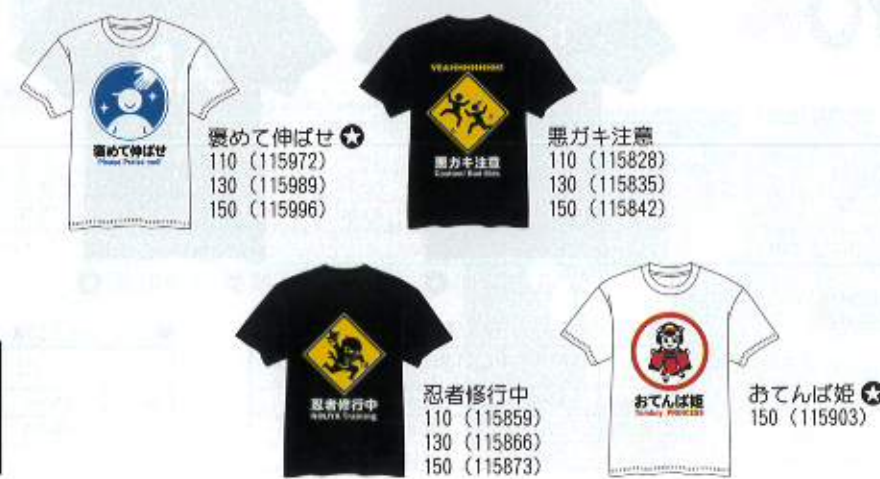 褒めて伸ばせ
Please Praise me!!
褒めて伸ばせ★
110 (115972)
130 (115989)
150 (115996)
YEAHHHHHHHH!!
悪ガキ注意
Caution! Bad Kids
悪ガキ注意
110 (115828)
130 (115835)
150 (115842)
忍者修行中
NINJYA Training
忍者修行中
110 (115859)
130 (115866)
150 (115873)
おてんば姫
Tomboy PRINCESS
おてんば姫★
150 (115903)